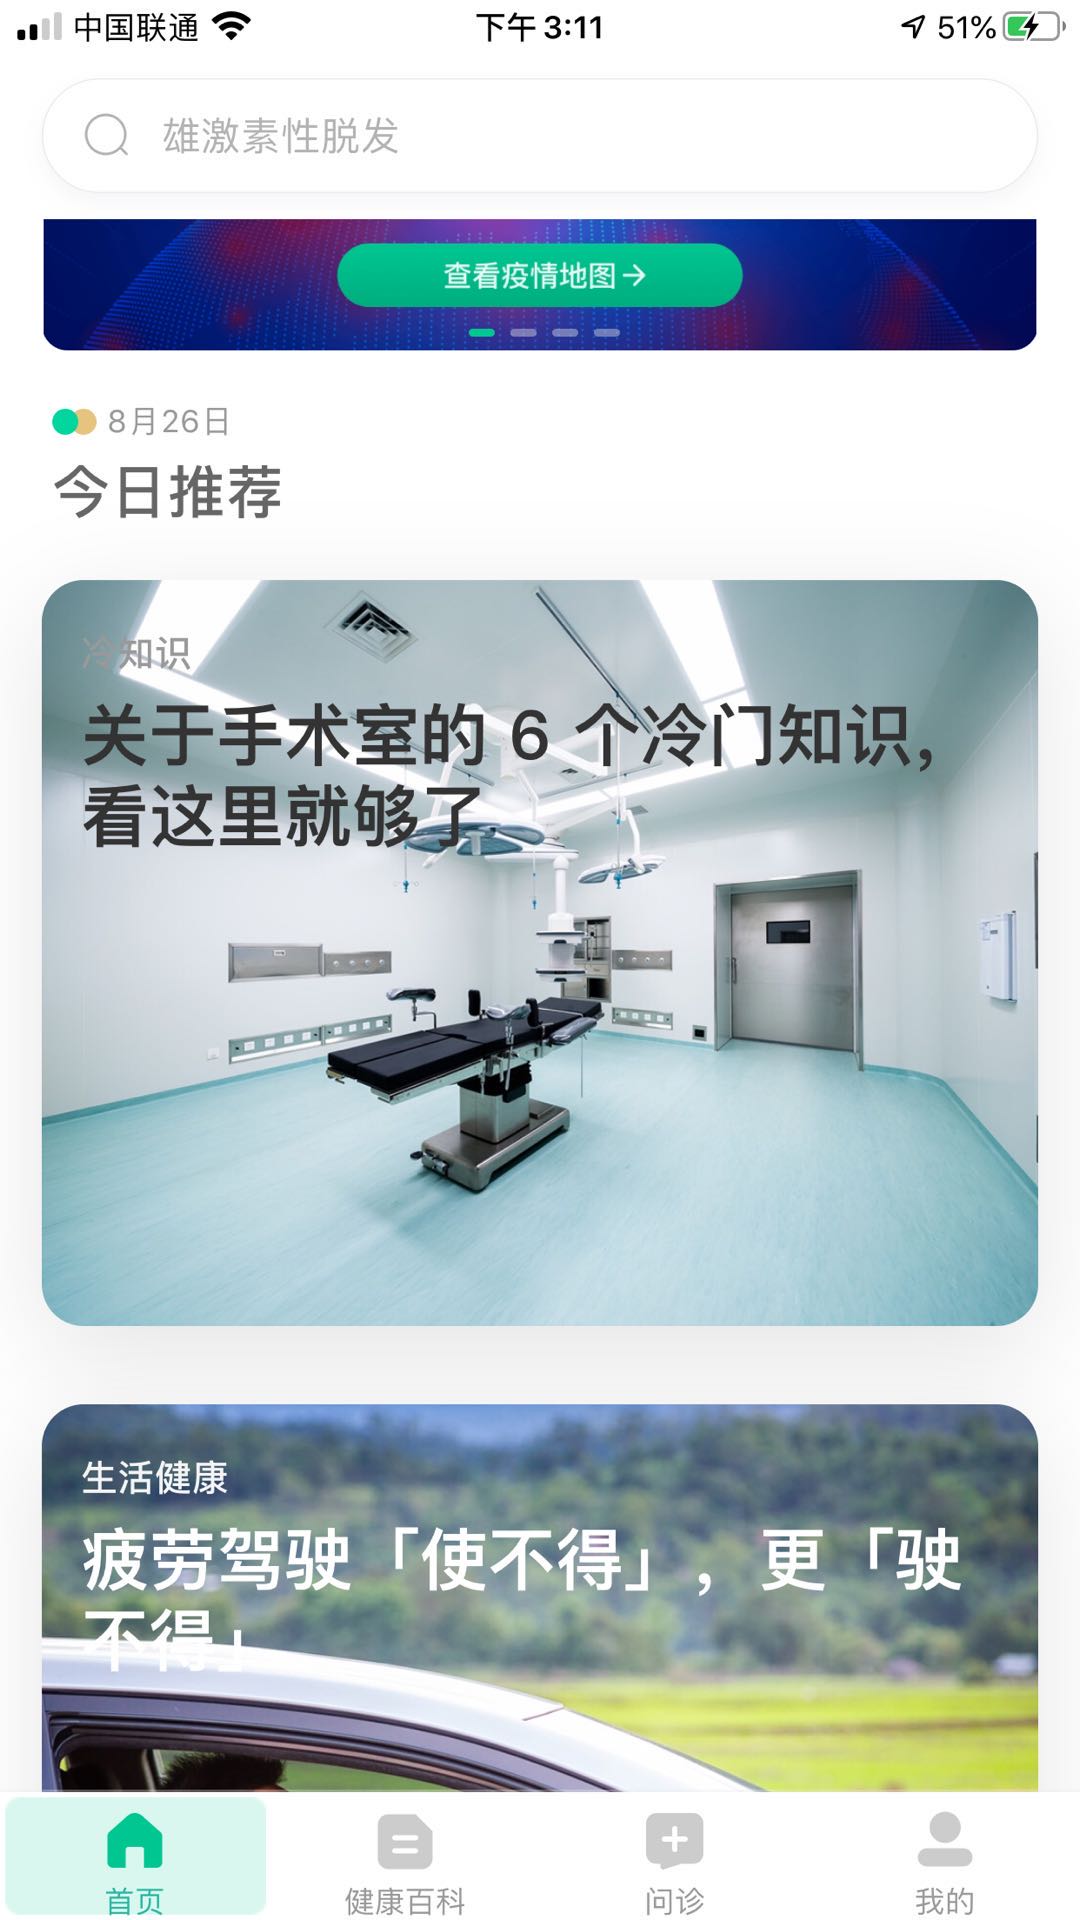 中国联通
下午 3:11
51%
雄激素性脱发
查看疫情地图→
8月26日
今日推荐
冷知识
关于手术室的 6 个冷门知识，
看这里就够了
生活健康
疲劳驾驶「使不得」，更「驶
不得」
首页
健康百科
问诊
我的